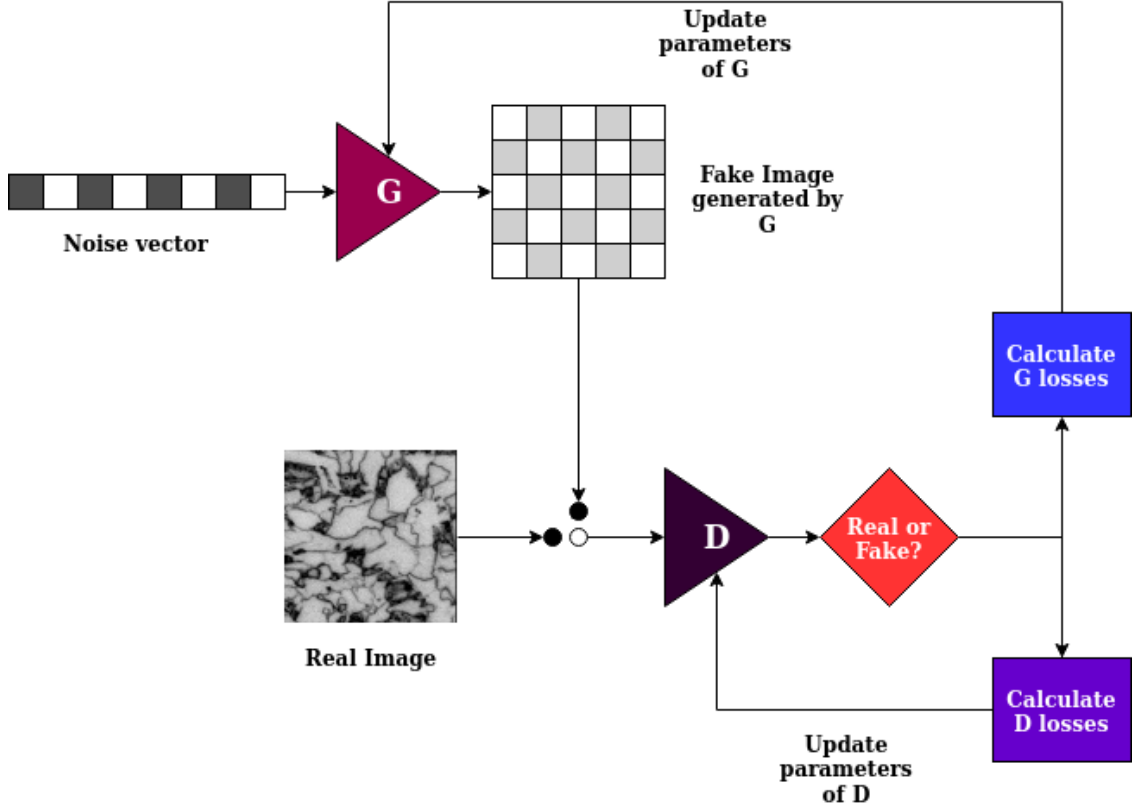 Update
parameters
of G
G
Noise vector
Fake Image
generated by
G
Calculate
G losses
D
Real or
Fake?
Real Image
Calculate
D losses
Update
parameters
of D